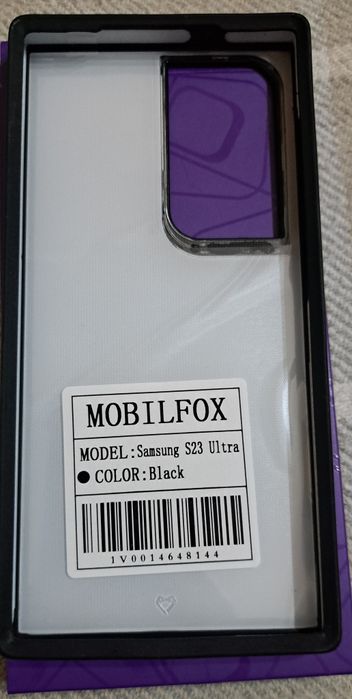 MOBILFOX
MODEL:Samsung S23 Ultra
COLOR:Black
1V0014648144